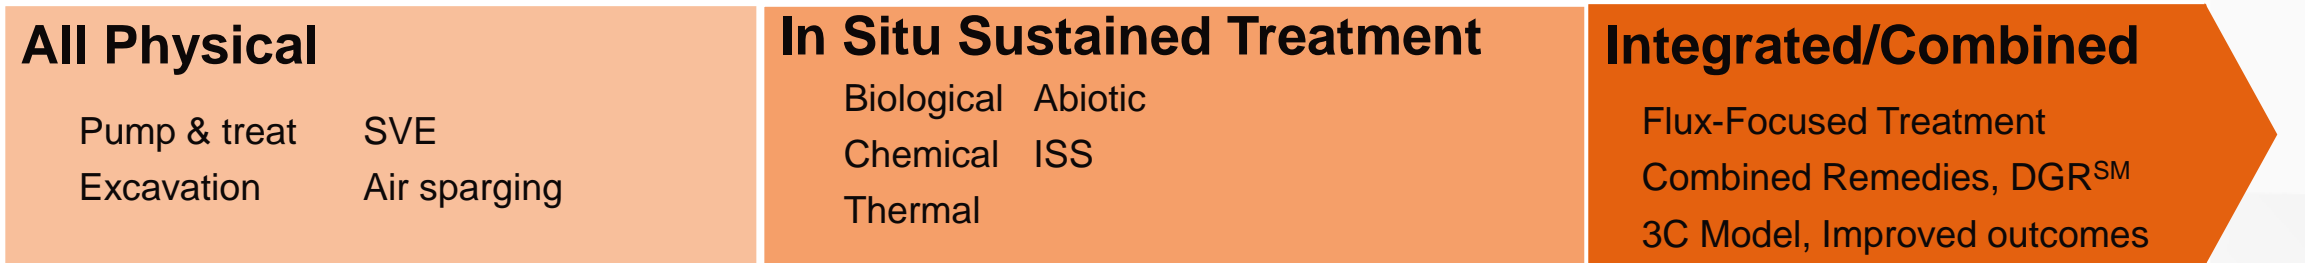 All Physical
Pump & treat SVE
Excavation Air sparging
In Situ Sustained Treatment
Biological Abiotic
Chemical ISS
Thermal
Integrated/Combined
Flux-Focused Treatment
Combined Remedies, DGR℠
3C Model, Improved outcomes